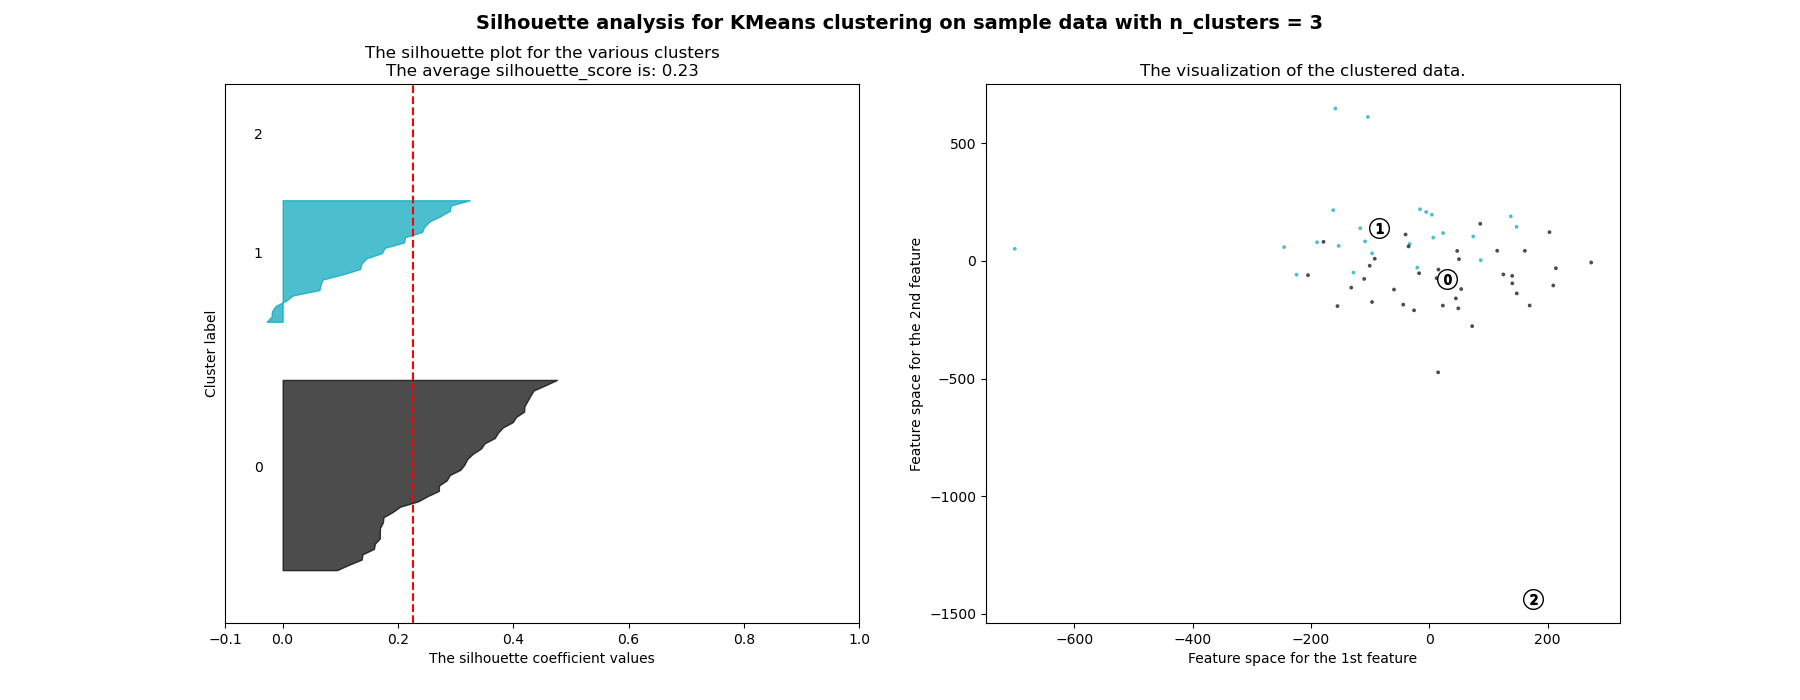 Silhouette analysis for KMeans clustering on sample data with n_clusters = 3
The silhouette plot for the various clusters
The average silhouette_score is: 0.23
2
1
0
Cluster label
−0.1 0.0 0.2 0.4 0.6 0.8 1.0
The silhouette coefficient values
The visualization of the clustered data.
500
0
−500
−1000
−1500
Feature space for the 2nd feature
1
0
2
−600 −400 −200 0 200
Feature space for the 1st feature